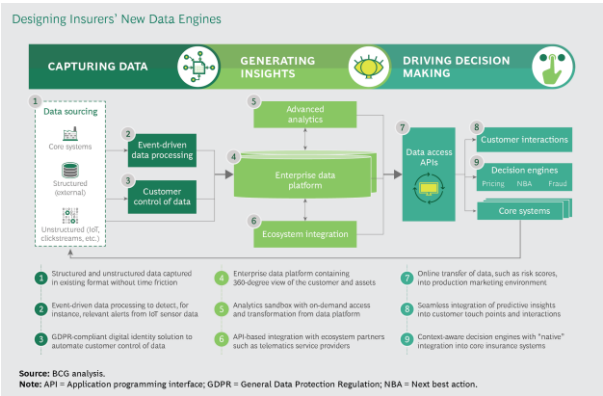 Designing Insurers' New Data Engines
CAPTURING DATA
GENERATING
INSIGHTS
DRIVING DECISION
MAKING
1
Data sourcing
Core systems
Structured
(external)
Unstructured (IoT,
clickstreams, etc.)
2
Event-driven
data processing
3
Customer
control of data
5
Advanced
analytics
4
Enterprise data
platform
6
Ecosystem integration
7
Data access
APIs
8
Customer interactions
9
Decision engines
Pricing NBA Fraud
Core systems
1
Structured and unstructured data captured
in existing format without time friction
2
Event-driven data processing to detect, for
instance, relevant alerts from IoT sensor data
3
GDPR-compliant digital identity solution to
automate customer control of data
4
Enterprise data platform containing
360-degree view of the customer and assets
5
Analytics sandbox with on-demand access
and transformation from data platform
6
API-based integration with ecosystem partners
such as telematics service providers
7
Online transfer of data, such as risk scores,
into production marketing environment
8
Seamless integration of predictive insights
into customer touch points and interactions
9
Context-aware decision engines with "native"
integration into core insurance systems
Source: BCG analysis.
Note: API = Application programming interface; GDPR = General Data Protection Regulation; NBA = Next best action.